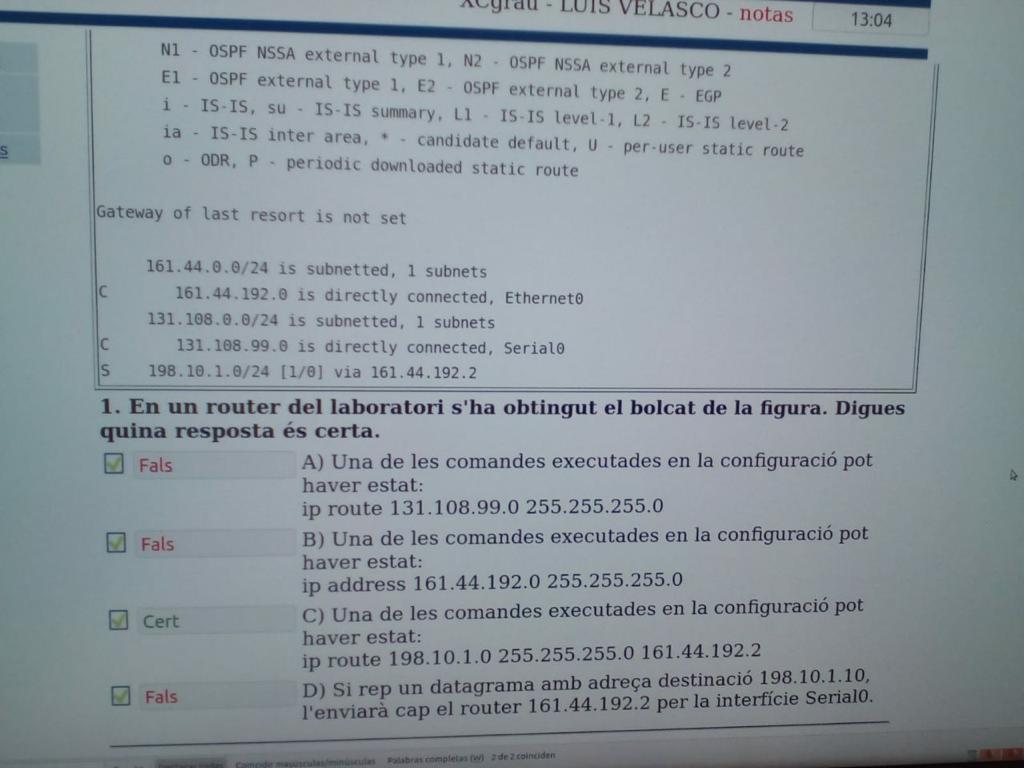 XCgrau - LUIS VELASCO - notas
13:04
N1 - OSPF NSSA external type 1, N2 - OSPF NSSA external type 2
E1 - OSPF external type 1, E2 - OSPF external type 2, E - EGP
i - IS-IS, su - IS-IS summary, L1 - IS-IS level-1, L2 - IS-IS level-2
ia - IS-IS inter area, * - candidate default, U - per-user static route
o - ODR, P - periodic downloaded static route
s
Gateway of last resort is not set
161.44.0.0/24 is subnetted, 1 subnets
C 161.44.192.0 is directly connected, Ethernet0
131.108.0.0/24 is subnetted, 1 subnets
C 131.108.99.0 is directly connected, Serial0
S 198.10.1.0/24 [1/0] via 161.44.192.2
1. En un router del laboratori s'ha obtingut el bolcat de la figura. Digues
quina resposta és certa.
Fals A) Una de les comandes executades en la configuració pot
haver estat:
ip route 131.108.99.0 255.255.255.0
Fals B) Una de les comandes executades en la configuració pot
haver estat:
ip address 161.44.192.0 255.255.255.0
Cert C) Una de les comandes executades en la configuració pot
haver estat:
ip route 198.10.1.0 255.255.255.0 161.44.192.2
Fals D) Si rep un datagrama amb adreça destinació 198.10.1.10,
l'enviarà cap el router 161.44.192.2 per la interfície Serial0.
Coincidir mayúsculas/minúsculas Palabras completas (W) 2 de 2 coinciden